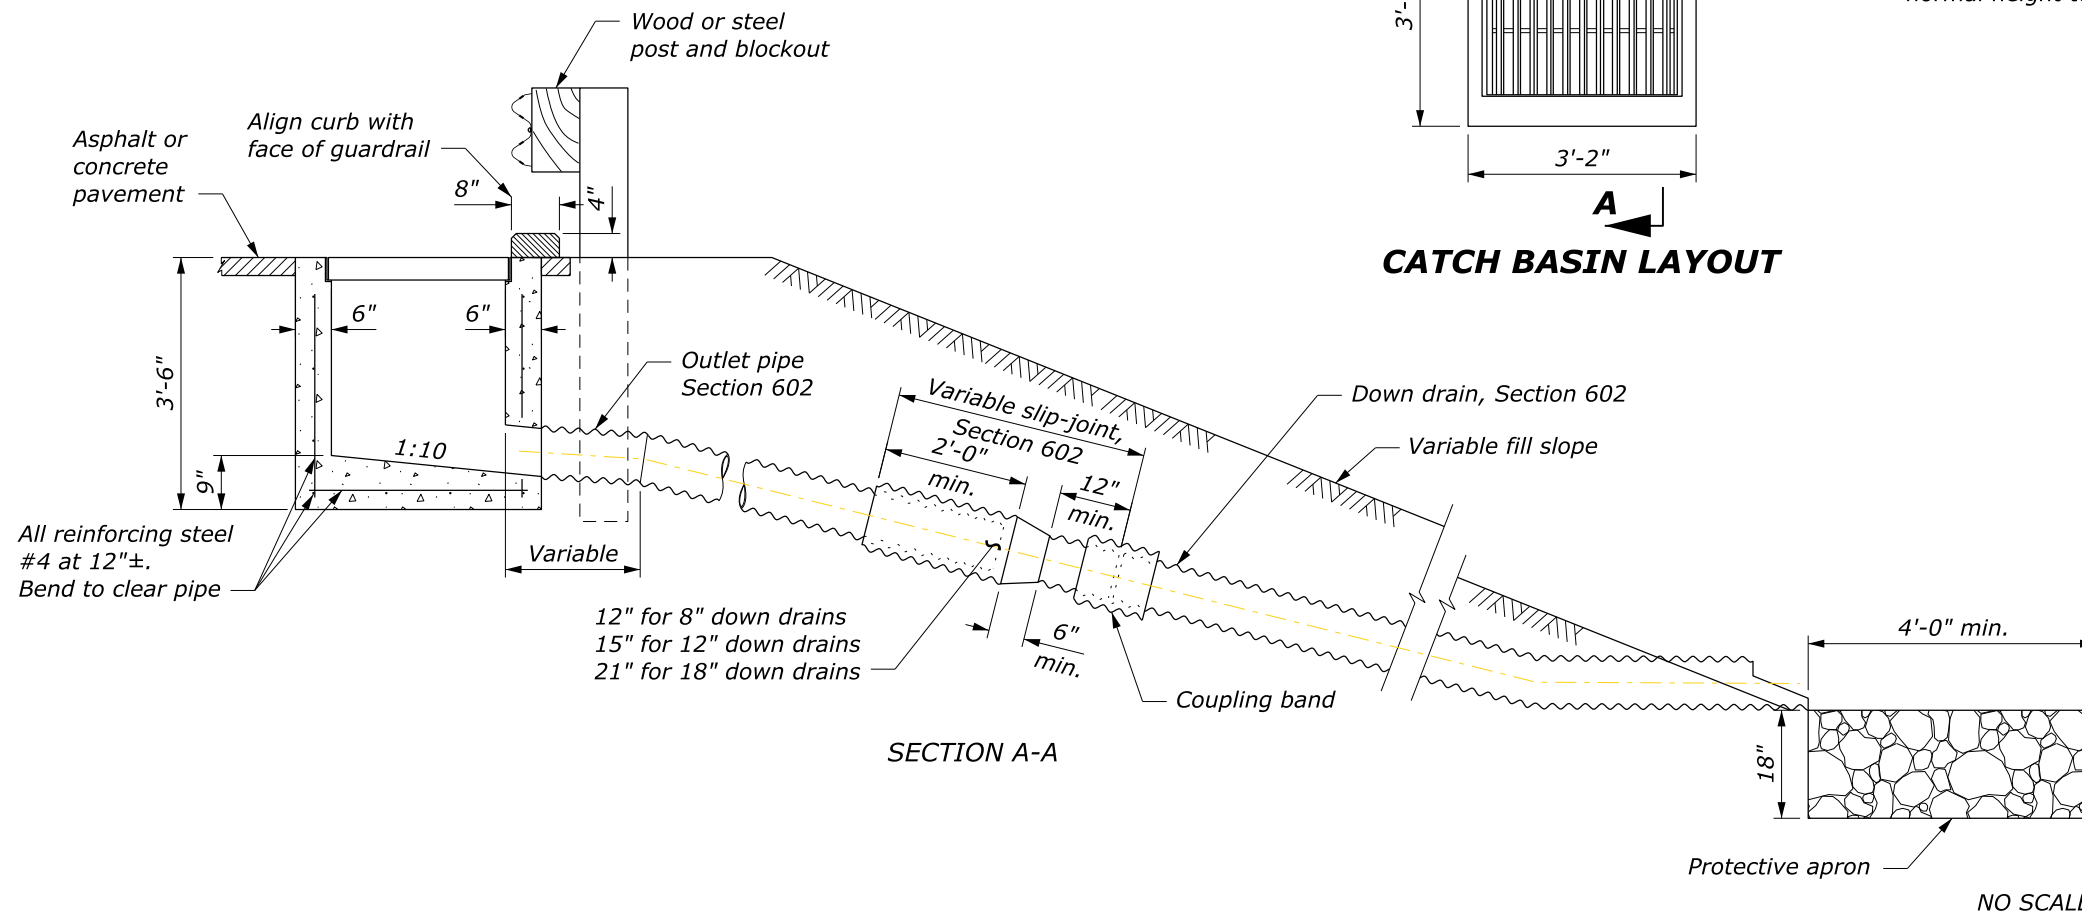 Wood or steel
post and blockout
Align curb with
face of guardrail
Asphalt or
concrete
pavement
8"
4"
3'-2"
A
CATCH BASIN LAYOUT
6"
6"
3'-6"
9"
1:10
Outlet pipe
Section 602
Variable slip-joint,
Section 602
2'-0"
min.
12"
min.
Down drain, Section 602
Variable fill slope
All reinforcing steel
#4 at 12"±.
Bend to clear pipe
Variable
12" for 8" down drains
15" for 12" down drains
21" for 18" down drains
6"
min.
Coupling band
4'-0" min.
18"
SECTION A-A
Protective apron
NO SCALE